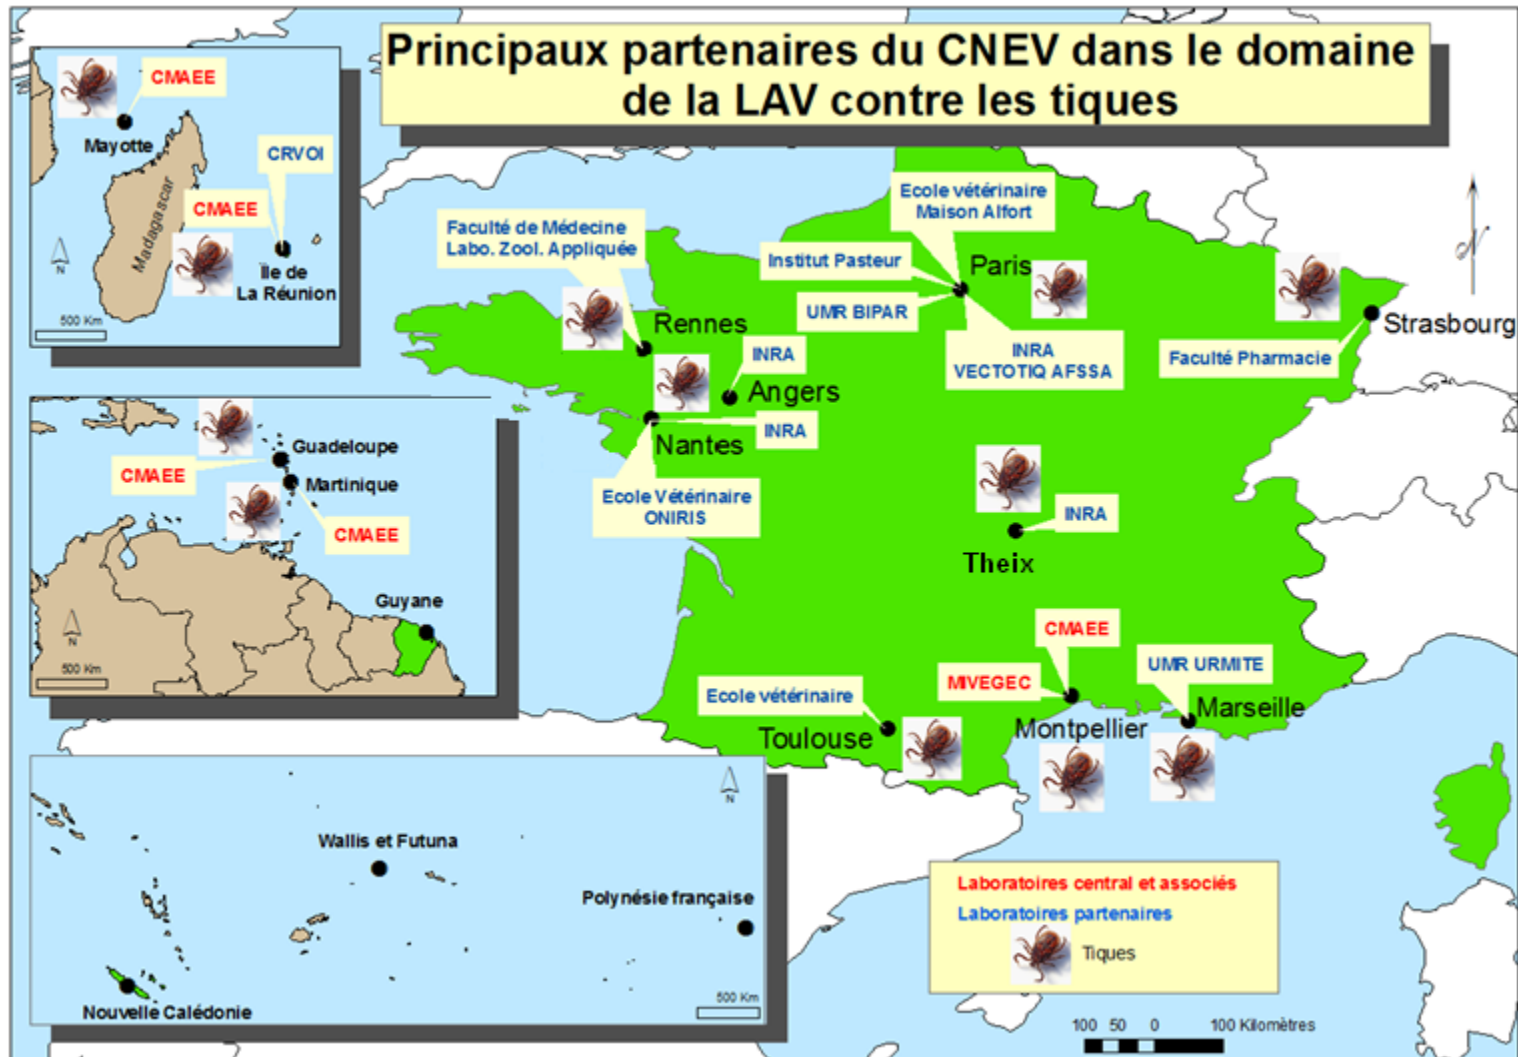 Principaux partenaires du CNEV dans le domaine
de la LAV contre les tiques
CMAEE
Mayotte
Madagascar
CRVOI
CMAEE
N
Île de
La Réunion
500 Km
Guadeloupe
CMAEE
Martinique
CMAEE
Guyane
N
500 Km
N
Wallis et Futuna
Polynésie française
Nouvelle Calédonie
500 Km
Ecole vétérinaire
Maison Alfort
Faculté de Médecine
Labo. Zool. Appliquée
Institut Pasteur
Paris
UMR BIPAR
INRA
VECTOTIQ AFSSA
N
Strasbourg
Faculté Pharmacie
Rennes
INRA
Angers
INRA
Nantes
Ecole Vétérinaire
ONIRIS
INRA
Theix
CMAEE
MIVEGEC
Montpellier
UMR URMITE
Marseille
Ecole vétérinaire
Toulouse
Laboratoires central et associés
Laboratoires partenaires
Tiques
100 50 0 100 Kilomètres